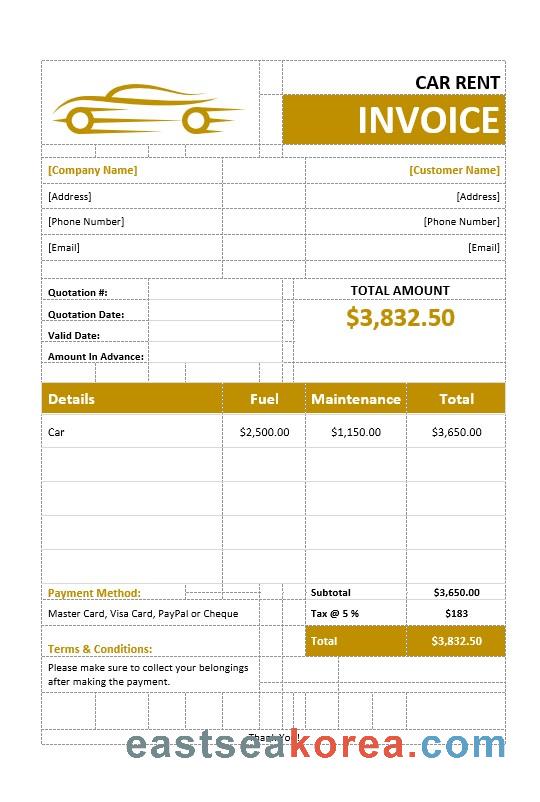 CAR RENT
INVOICE
[Company Name] [Customer Name]
[Address] [Address]
[Phone Number] [Phone Number]
[Email] [Email]
Quotation #:
Quotation Date:
Valid Date:
Amount In Advance:
TOTAL AMOUNT
$3,832.50
Details Fuel Maintenance Total
Car $2,500.00 $1,150.00 $3,650.00
Payment Method: Subtotal $3,650.00
Master Card, Visa Card, PayPal or Cheque Tax @ 5 % $183
Total $3,832.50
Terms & Conditions:
Please make sure to collect your belongings
after making the payment.
Thank You!
eastseakorea.com